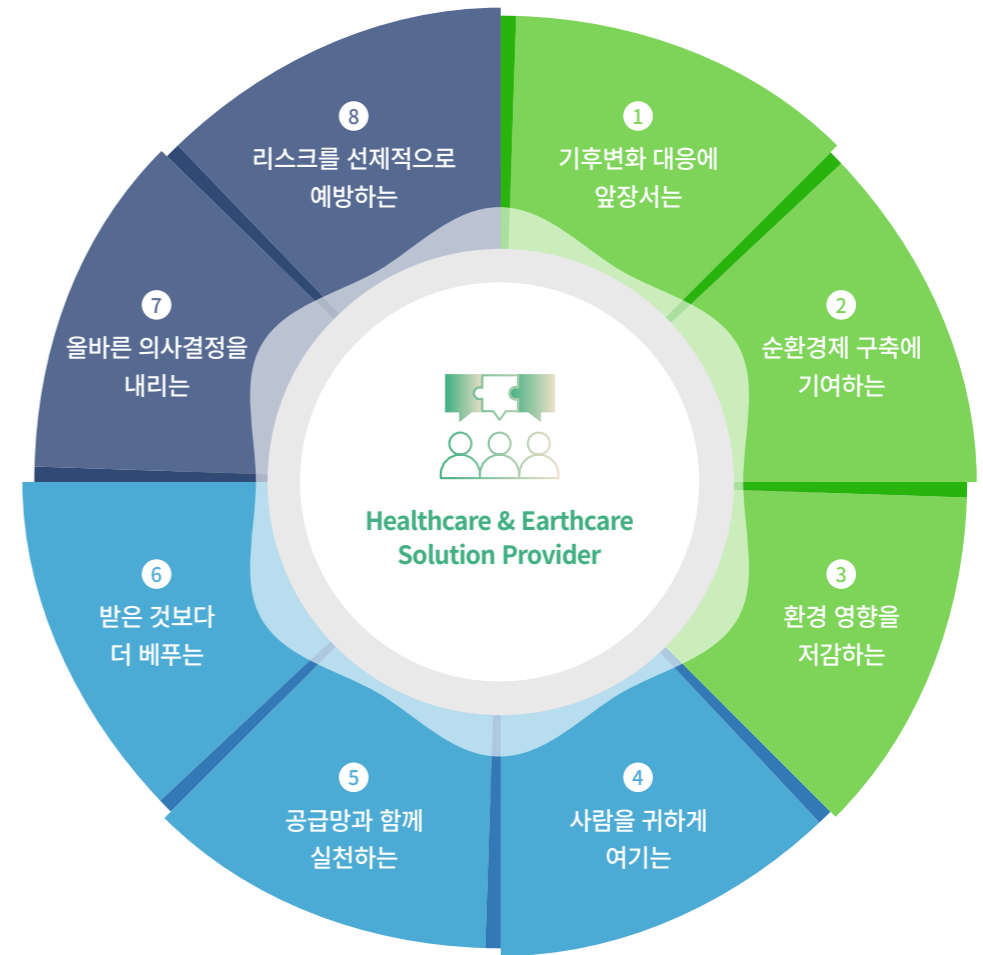 1
기후변화 대응에
앞장서는
2
순환경제 구축에
기여하는
3
환경 영향을
저감하는
4
사람을 귀하게
여기는
5
공급망과 함께
실천하는
6
받은 것보다
더 베푸는
7
올바른 의사결정을
내리는
8
리스크를 선제적으로
예방하는
Healthcare & Earthcare
Solution Provider